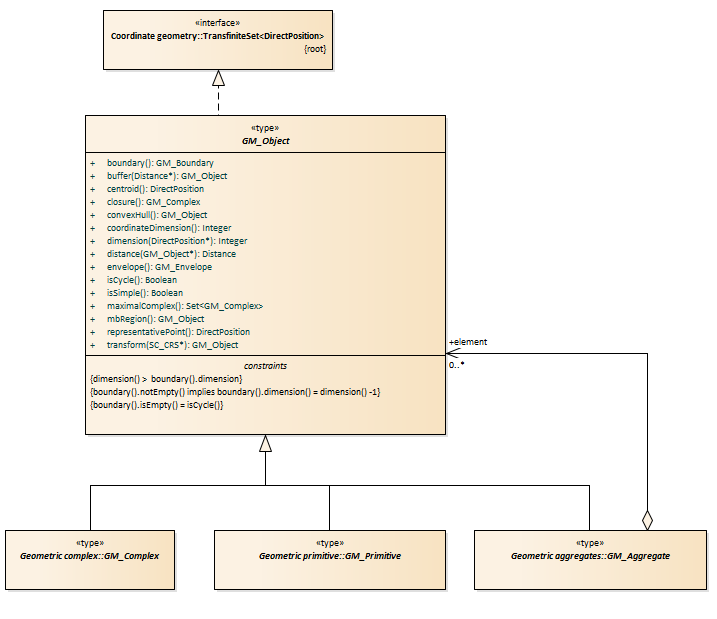 «interface»
Coordinate geometry::TransfiniteSet<DirectPosition>
{root}
«type»
GM_Object
+ boundary(): GM_Boundary
+ buffer(Distance*): GM_Object
+ centroid(): DirectPosition
+ closure(): GM_Complex
+ convexHull(): GM_Object
+ coordinateDimension(): Integer
+ dimension(DirectPosition*): Integer
+ distance(GM_Object*): Distance
+ envelope(): GM_Envelope
+ isCycle(): Boolean
+ isSimple(): Boolean
+ maximalComplex(): Set<GM_Complex>
+ mbRegion(): GM_Object
+ representativePoint(): DirectPosition
+ transform(SC_CRS*): GM_Object
constraints
{dimension() > boundary().dimension}
{boundary().notEmpty() implies boundary().dimension() = dimension() -1}
{boundary().isEmpty() = isCycle()}
+element
0..*
«type»
Geometric complex::GM_Complex
«type»
Geometric primitive::GM_Primitive
«type»
Geometric aggregates::GM_Aggregate